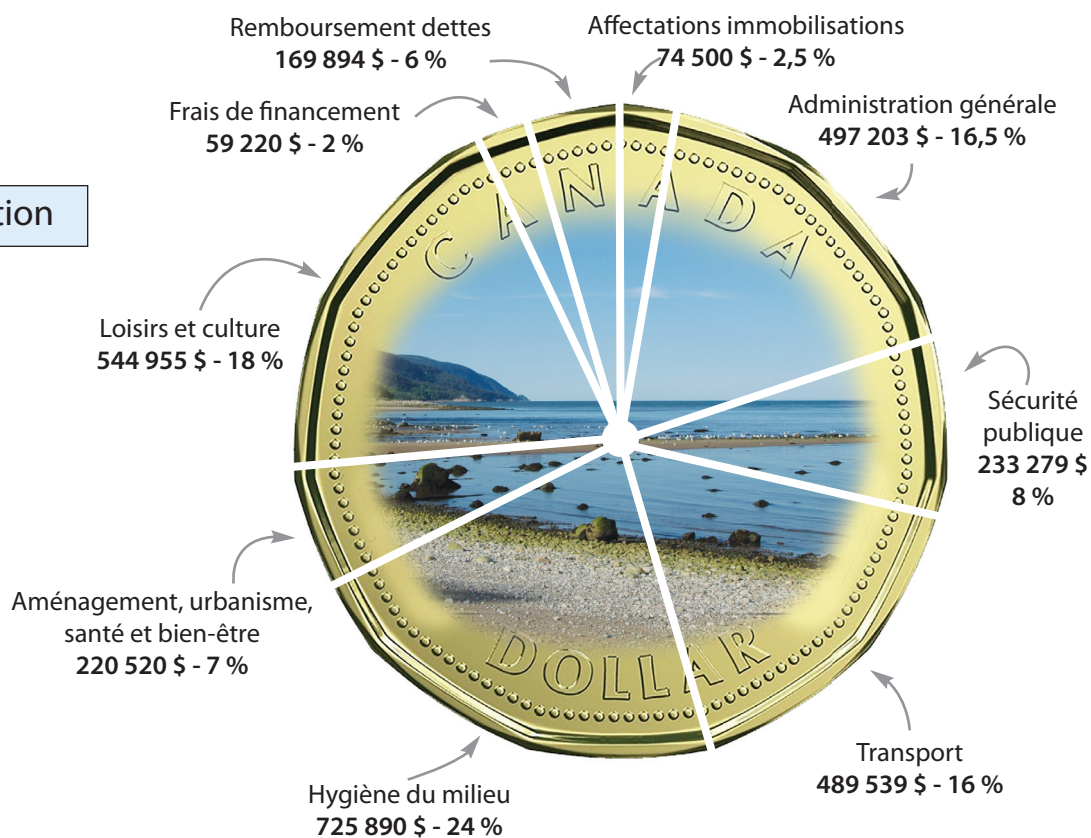 Remboursement dettes
169 894 $ - 6 %
Affectations immobilisations
74 500 $ - 2,5 %
Frais de financement
59 220 $ - 2 %
Administration générale
497 203 $ - 16,5 %
tion
CANADA
Loisirs et culture
544 955 $ - 18 %
Sécurité
publique
233 279 $
8 %
Aménagement, urbanisme,
santé et bien-être
220 520 $ - 7 %
DOLLAR
Transport
489 539 $ - 16 %
Hygiène du milieu
725 890 $ - 24 %